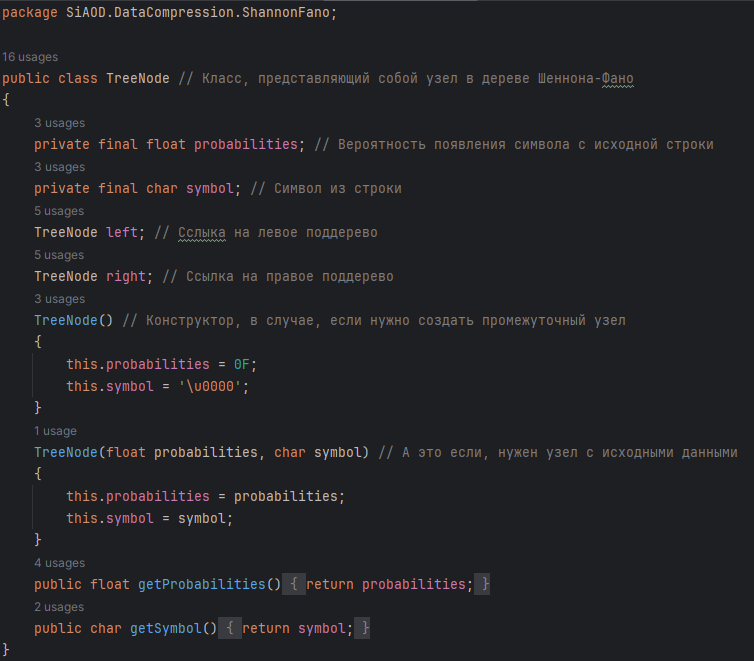 package SiAOD.DataCompression.ShannonFano;
16 usages
public class TreeNode // Класс, представляющий собой узел в дереве Шеннона-Фано
{
3 usages
private final float probabilities; // Вероятность появления символа с исходной строки
3 usages
private final char symbol; // Символ из строки
5 usages
TreeNode left; // Сслыка на левое поддерево
5 usages
TreeNode right; // Ссылка на правое поддерево
3 usages
TreeNode() // Конструктор, в случае, если нужно создать промежуточный узел
{
this.probabilities = 0F;
this.symbol = '\u0000';
}
1 usage
TreeNode(float probabilities, char symbol) // А это если, нужен узел с исходными данными
{
this.probabilities = probabilities;
this.symbol = symbol;
}
4 usages
public float getProbabilities() { return probabilities; }
2 usages
public char getSymbol() { return symbol; }
}